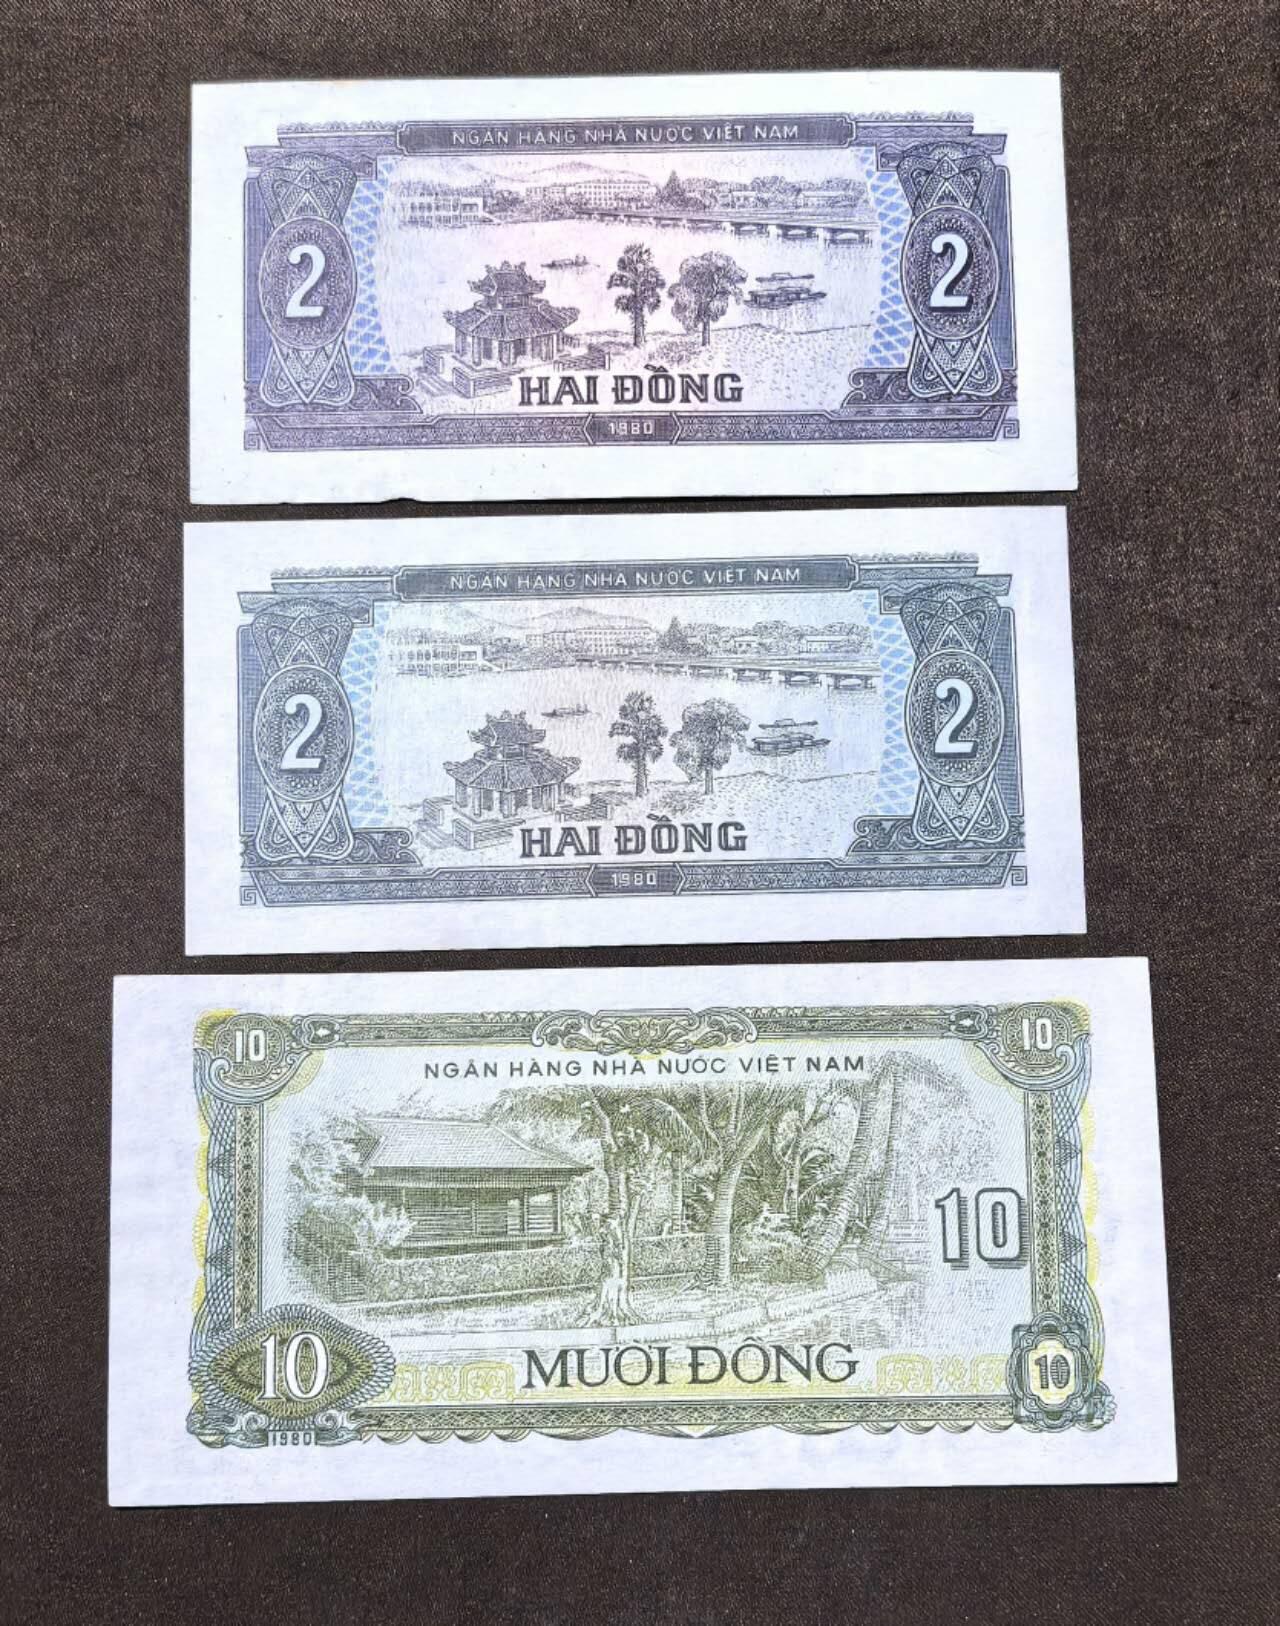 NGÂN HÀNG NHÀ NƯỚC VIỆT NAM
2
2
HAI ĐỒNG
1980
NGÂN HÀNG NHÀ NƯỚC VIỆT NAM
2
2
HAI ĐỒNG
1980
10
10
NGÂN HÀNG NHÀ NƯỚC VIỆT NAM
10
10
MƯỜI ĐỒNG
10
1980